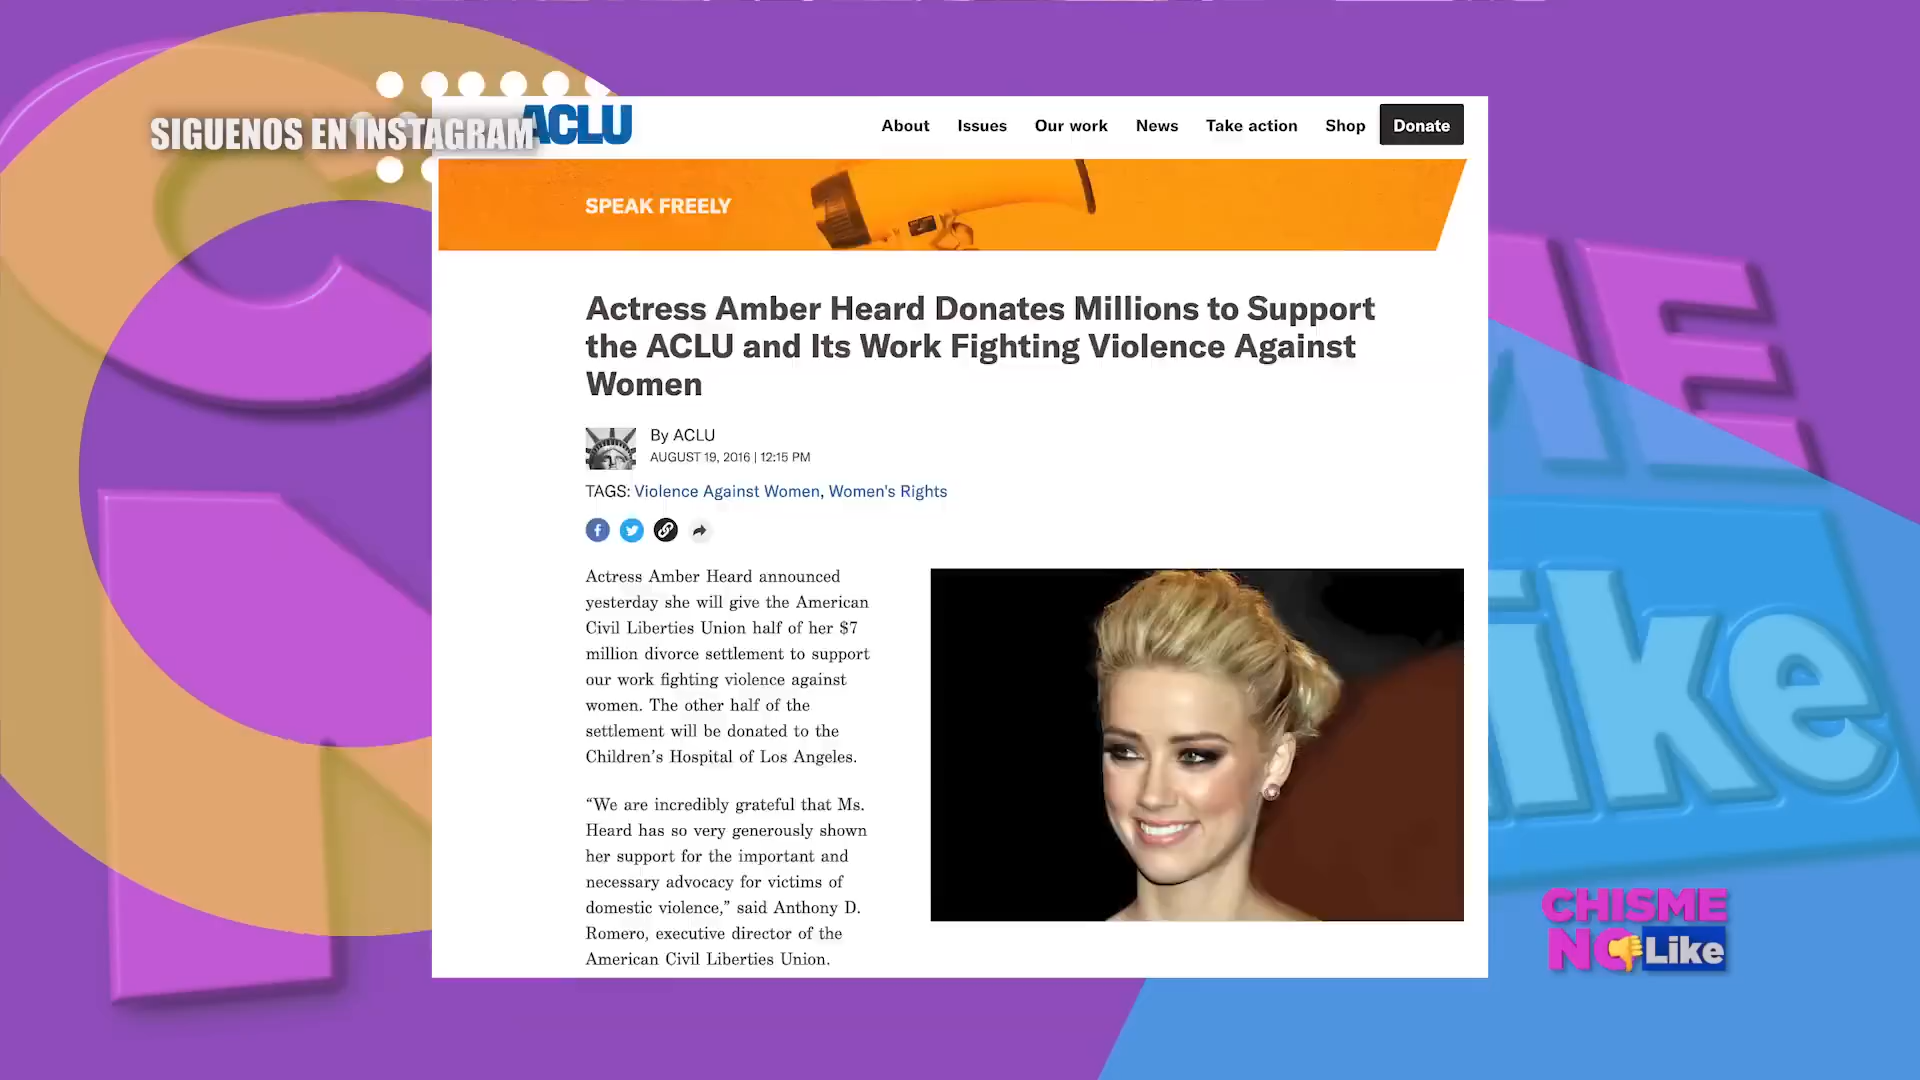 SIGUENOS EN INSTAGRAM
ACLU
About Issues Our work News Take action Shop Donate
SPEAK FREELY
Actress Amber Heard Donates Millions to Support
the ACLU and Its Work Fighting Violence Against
Women
By ACLU
AUGUST 19, 2016 | 12:15 PM
TAGS: Violence Against Women, Women's Rights
Actress Amber Heard announced
yesterday she will give the American
Civil Liberties Union half of her $7
million divorce settlement to support
our work fighting violence against
women. The other half of the
settlement will be donated to the
Children’s Hospital of Los Angeles.
“We are incredibly grateful that Ms.
Heard has so very generously shown
her support for the important and
necessary advocacy for victims of
domestic violence,” said Anthony D.
Romero, executive director of the
American Civil Liberties Union.
CHISME
NO Like